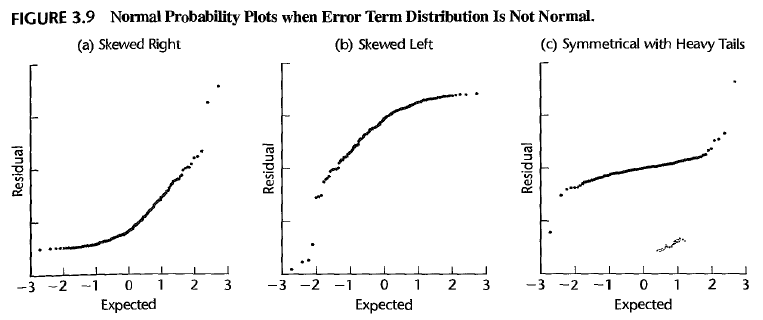 FIGURE 3.9 Normal Probability Plots when Error Term Distribution Is Not Normal.
(a) Skewed Right
(b) Skewed Left
(c) Symmetrical with Heavy Tails
Residual
Residual
Residual
−3 −2 −1 0 1 2 3
−3 −2 −1 0 1 2 3
−3 −2 −1 0 1 2 3
Expected
Expected
Expected